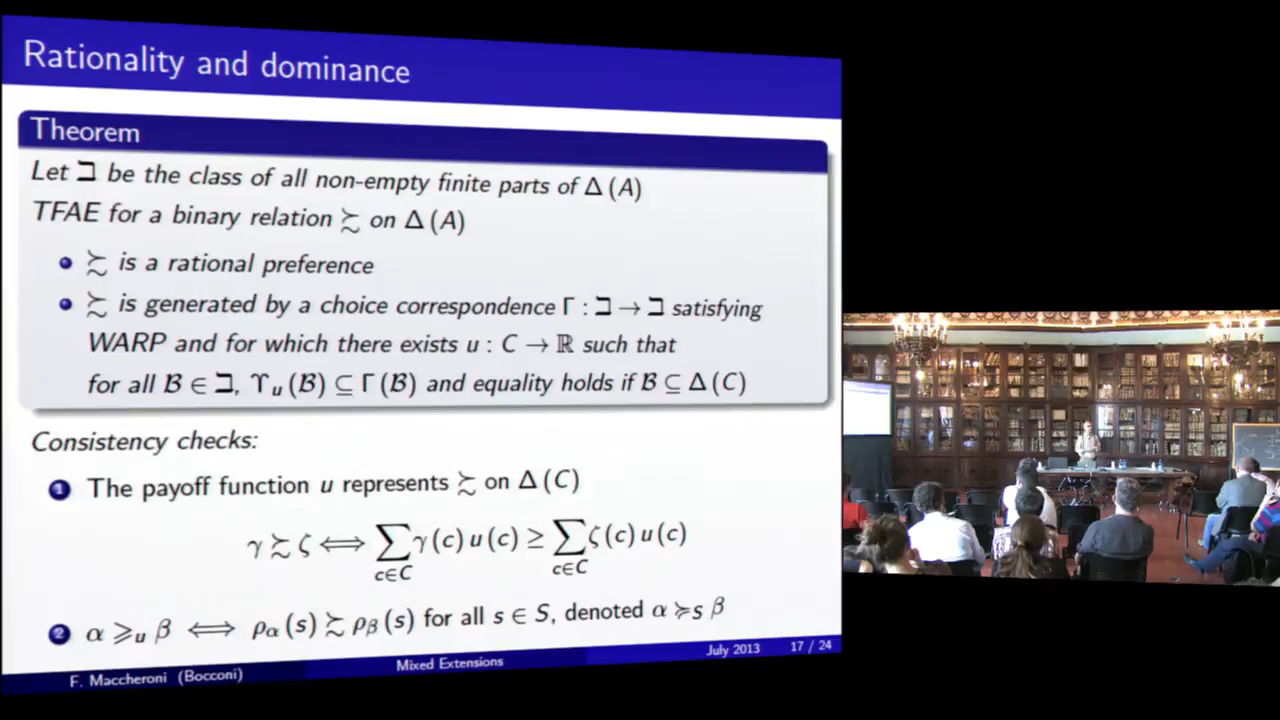 Rationality and dominance
Theorem
Let ℶ be the class of all non-empty finite parts of Δ (A)
TFAE for a binary relation ≿ on Δ (A)
≿ is a rational preference
≿ is generated by a choice correspondence Γ : ℶ → ℶ satisfying
WARP and for which there exists u : C → ℝ such that
for all ℬ ∈ ℶ, ϒu (ℬ) ⊆ Γ (ℬ) and equality holds if ℬ ⊆ Δ (C)
Consistency checks:
1 The payoff function u represents ≿ on Δ (C)
γ ≿ ζ ⟺ ∑c∈C γ (c) u (c) ≥ ∑c∈C ζ (c) u (c)
2 α ⩾u β ⟺ ρα (s) ≿ ρβ (s) for all s ∈ S, denoted α ≽S β
F. Maccheroni (Bocconi) Mixed Extensions July 2013 17 / 24